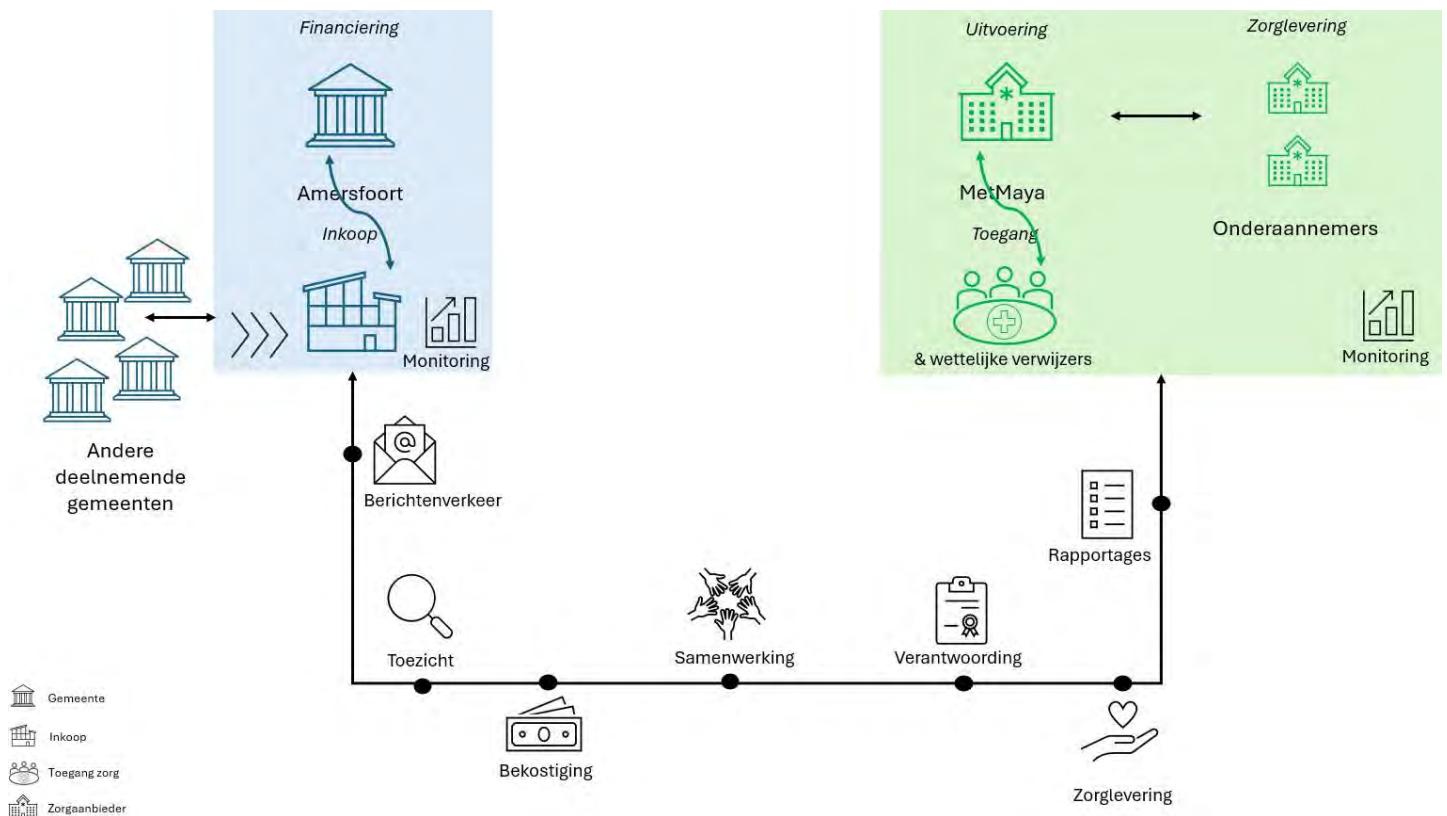 Financiering
Amersfoort
Inkoop
Monitoring
Andere
deelnemende
gemeenten
Uitvoering
Zorglevering
MetMaya
Toegang
Onderaannemers
& wettelijke verwijzers
Monitoring
@
Berichtenverkeer
Rapportages
Toezicht
Samenwerking
Verantwoording
Bekostiging
Zorglevering
Gemeente
Inkoop
Toegang zorg
Zorgaanbieder